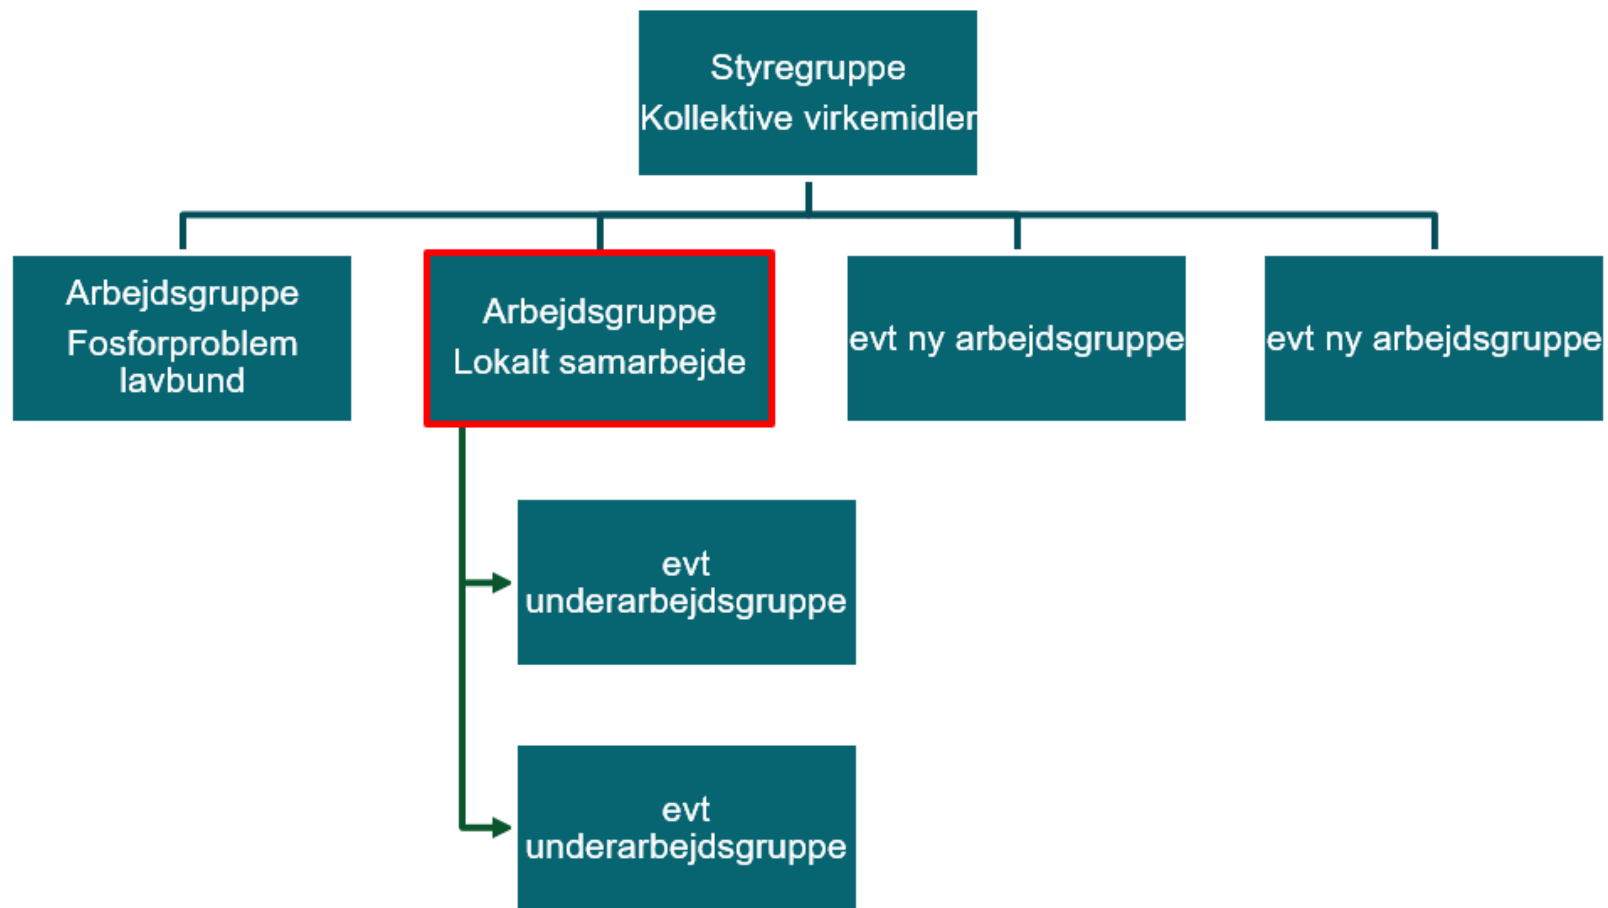 Styregruppe
Kollektive virkemidler
Arbejdsgruppe
Fosforproblem
lavbund
Arbejdsgruppe
Lokalt samarbejde
evt ny arbejdsgruppe
evt ny arbejdsgruppe
evt
underarbejdsgruppe
evt
underarbejdsgruppe